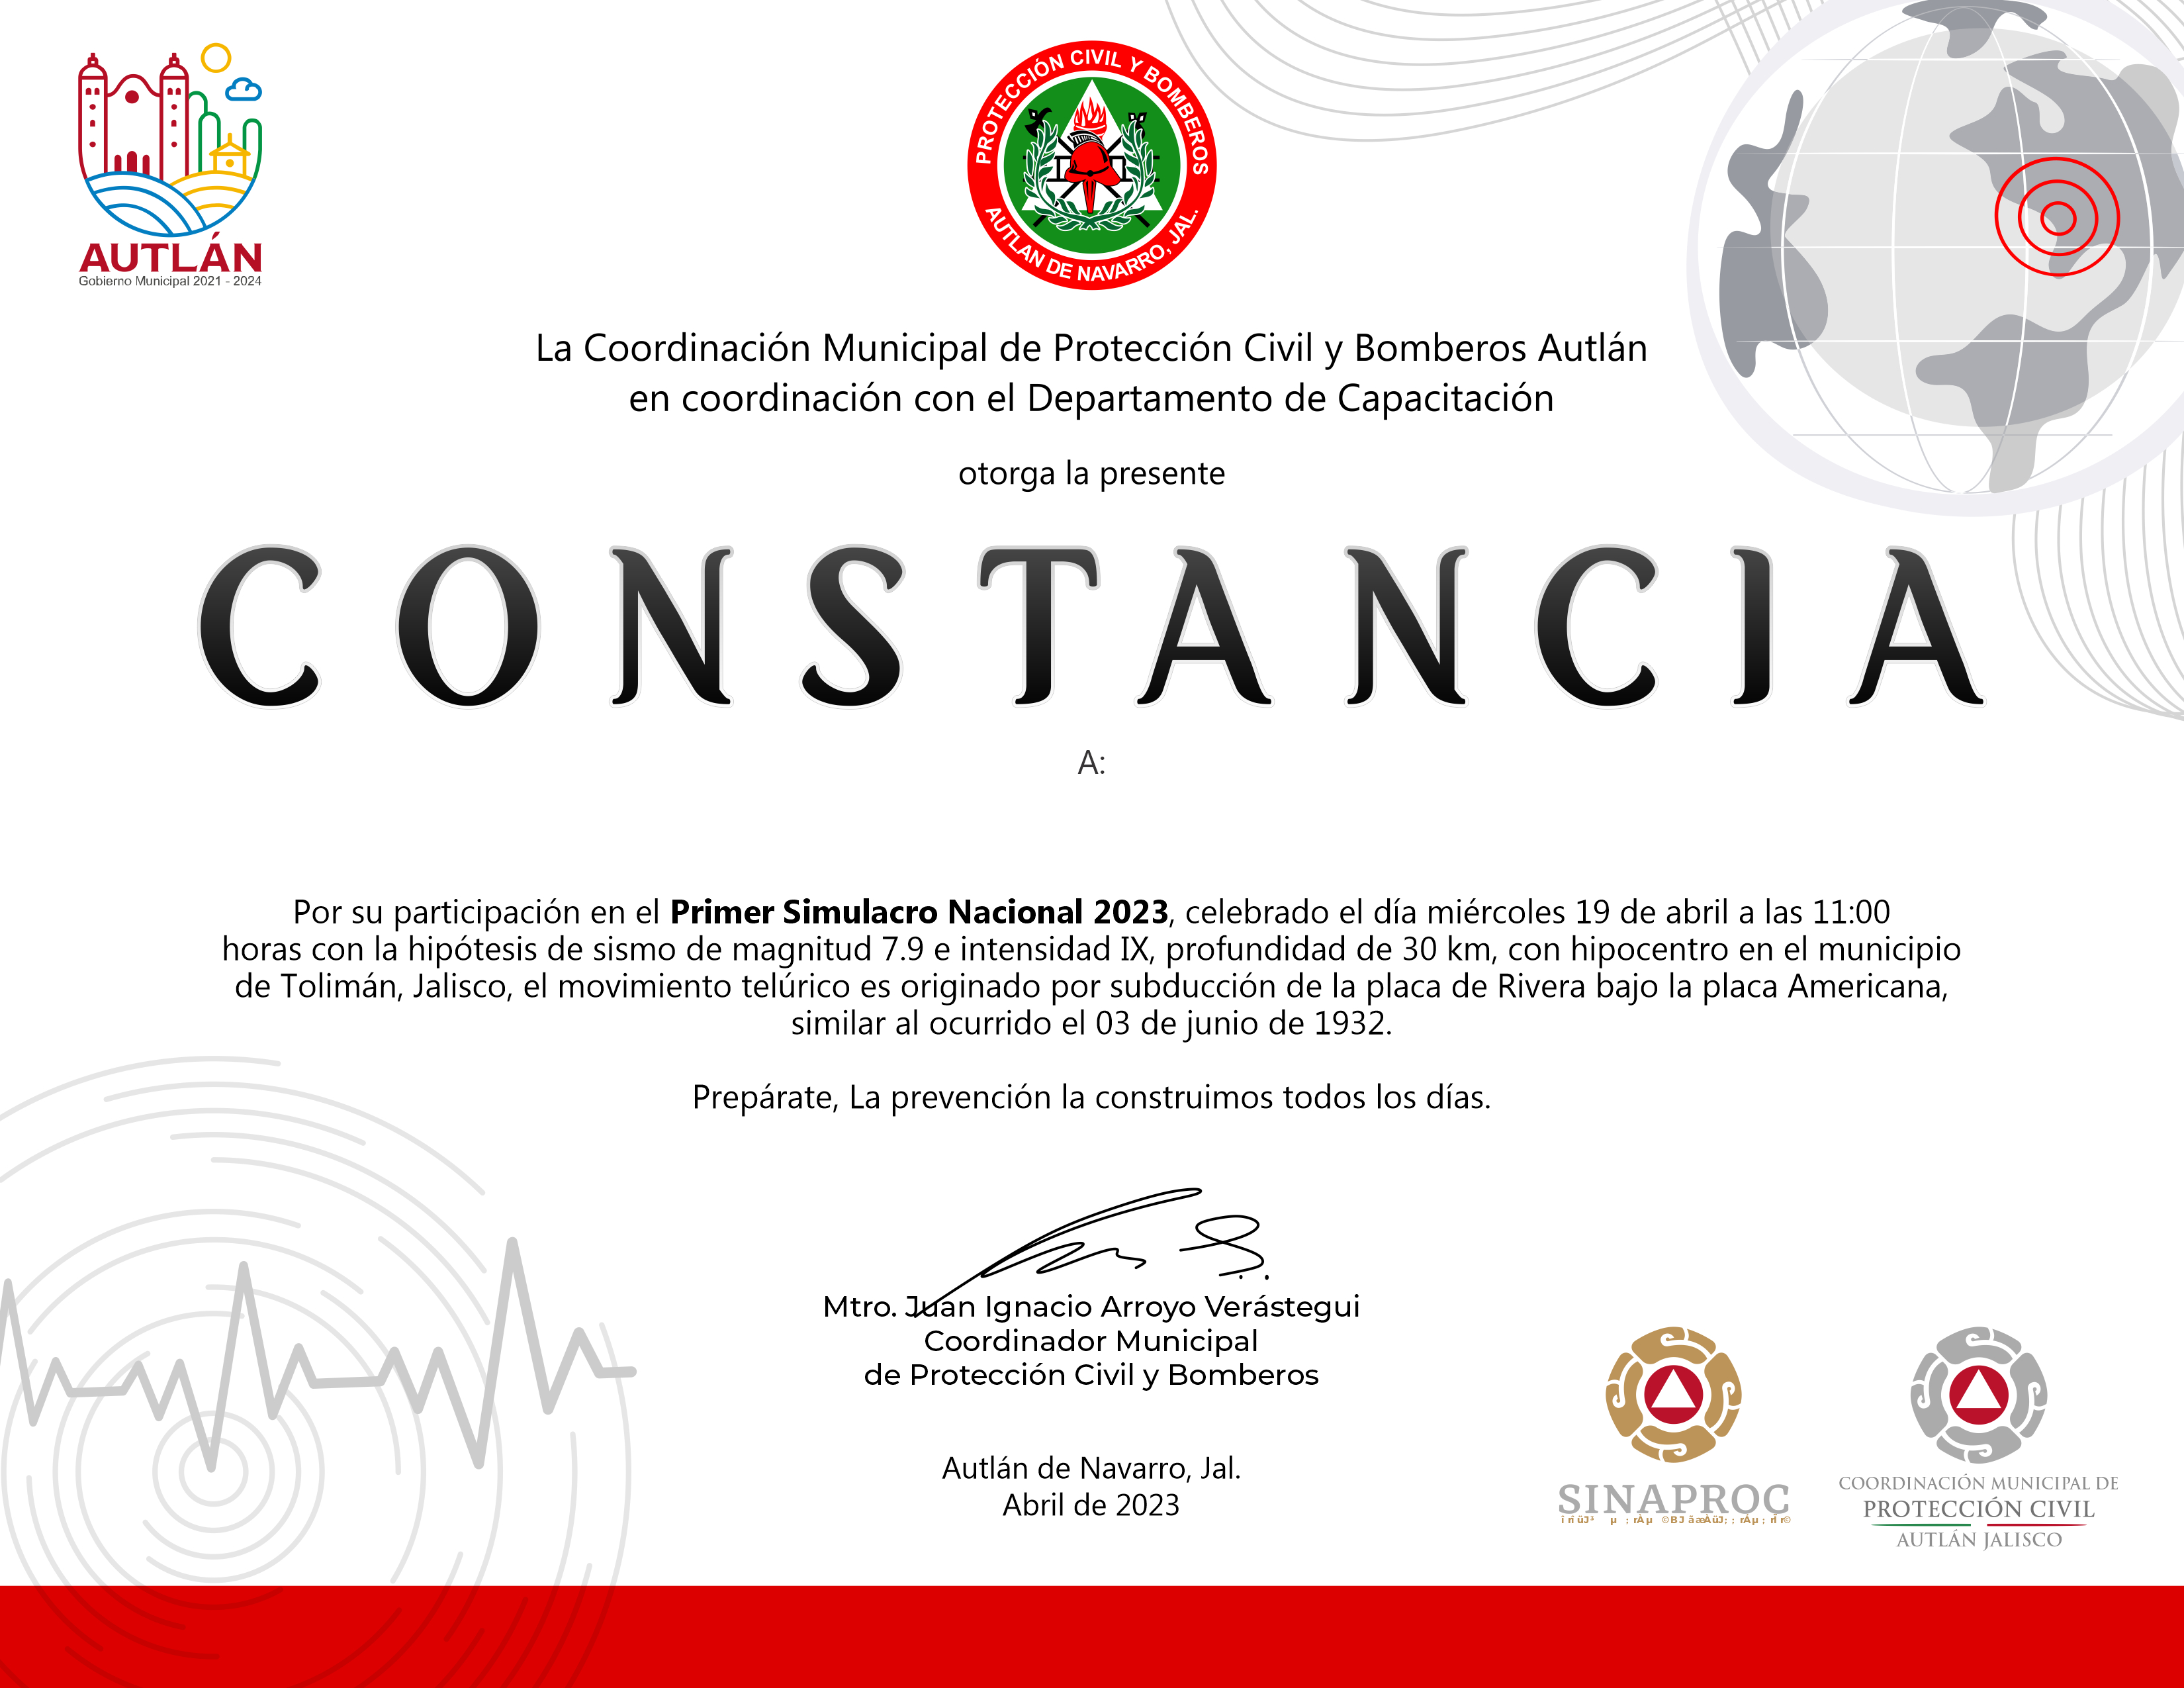 AUTLÁN
Gobierno Municipal 2021 - 2024
PROTECCIÓN CIVIL Y BOMBEROS
AUTLAN DE NAVARRO, JAL.
La Coordinación Municipal de Protección Civil y Bomberos Autlán
en coordinación con el Departamento de Capacitación
otorga la presente
CONSTANCIA
A:
Por su participación en el Primer Simulacro Nacional 2023, celebrado el día miércoles 19 de abril a las 11:00
horas con la hipótesis de sismo de magnitud 7.9 e intensidad IX, profundidad de 30 km, con hipocentro en el municipio
de Tolimán, Jalisco, el movimiento telúrico es originado por subducción de la placa de Rivera bajo la placa Americana,
similar al ocurrido el 03 de junio de 1932.
Prepárate, La prevención la construimos todos los días.
Mtro. Juan Ignacio Arroyo Verástegui
Coordinador Municipal
de Protección Civil y Bomberos
Autlán de Navarro, Jal.
Abril de 2023
SINAPROC
COORDINACIÓN MUNICIPAL DE
PROTECCIÓN CIVIL
AUTLÁN JALISCO